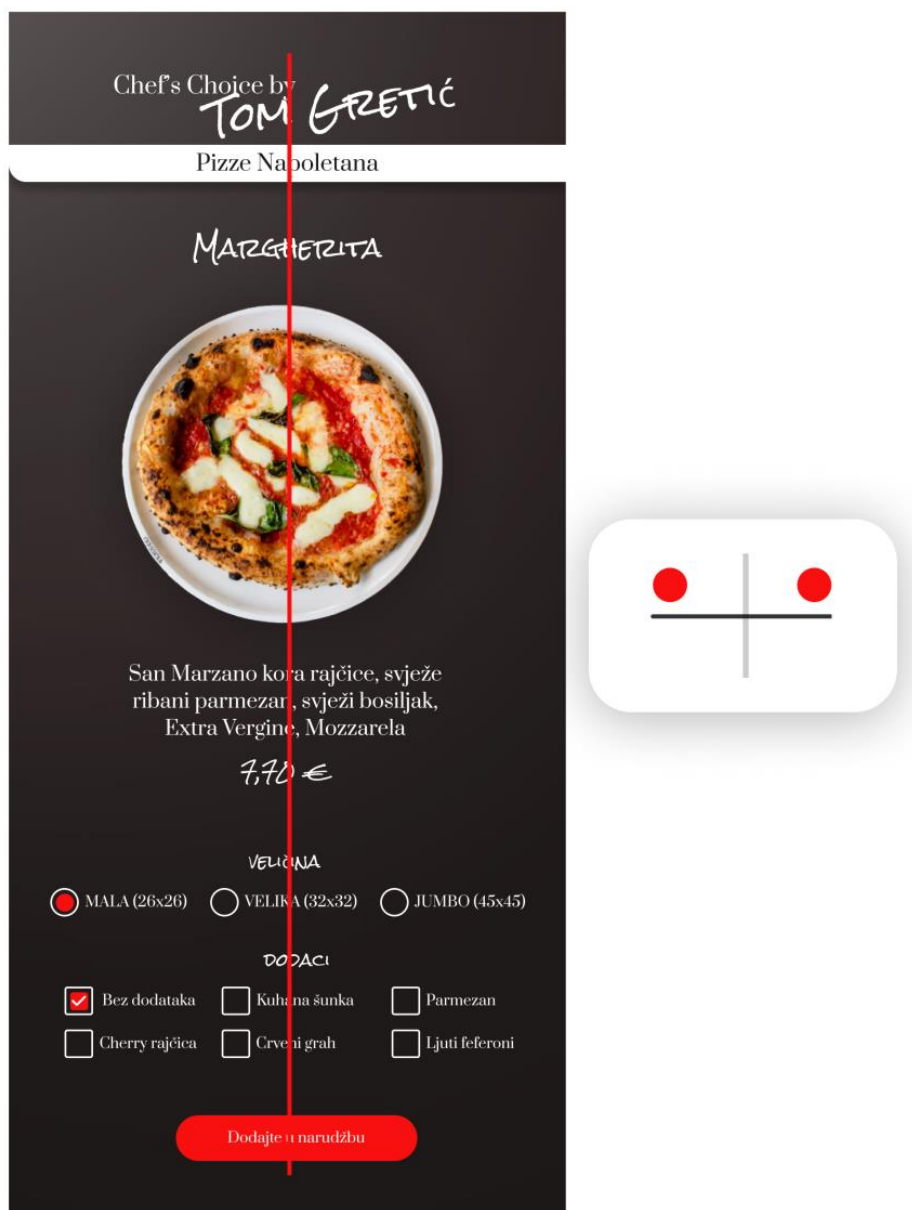 Chef's Choice by
TOM GRETIĆ
Pizze Napoletana
MARGHERITA
San Marzano kora rajčice, svježe
ribani parmezan, svježi bosiljak,
Extra Vergine, Mozzarela
7,70 €
VELIČINA
MALA (26x26) VELIKA (32x32) JUMBO (45x45)
DODACI
Bez dodataka Kuhana šunka Parmezan
Cherry rajčica Crveni grah Ljuti feferoni
Dodajte u narudžbu